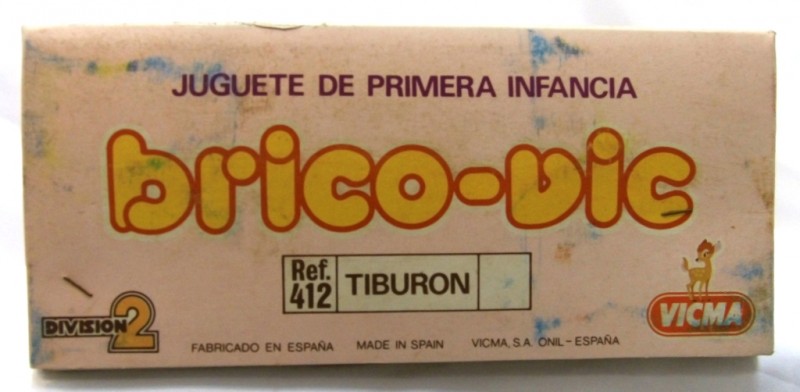 JUGUETE DE PRIMERA INFANCIA
brico-vic
Ref. 412 TIBURON
DIVISION 2
VICMA
FABRICADO EN ESPAÑA MADE IN SPAIN VICMA, S.A. ONIL - ESPAÑA